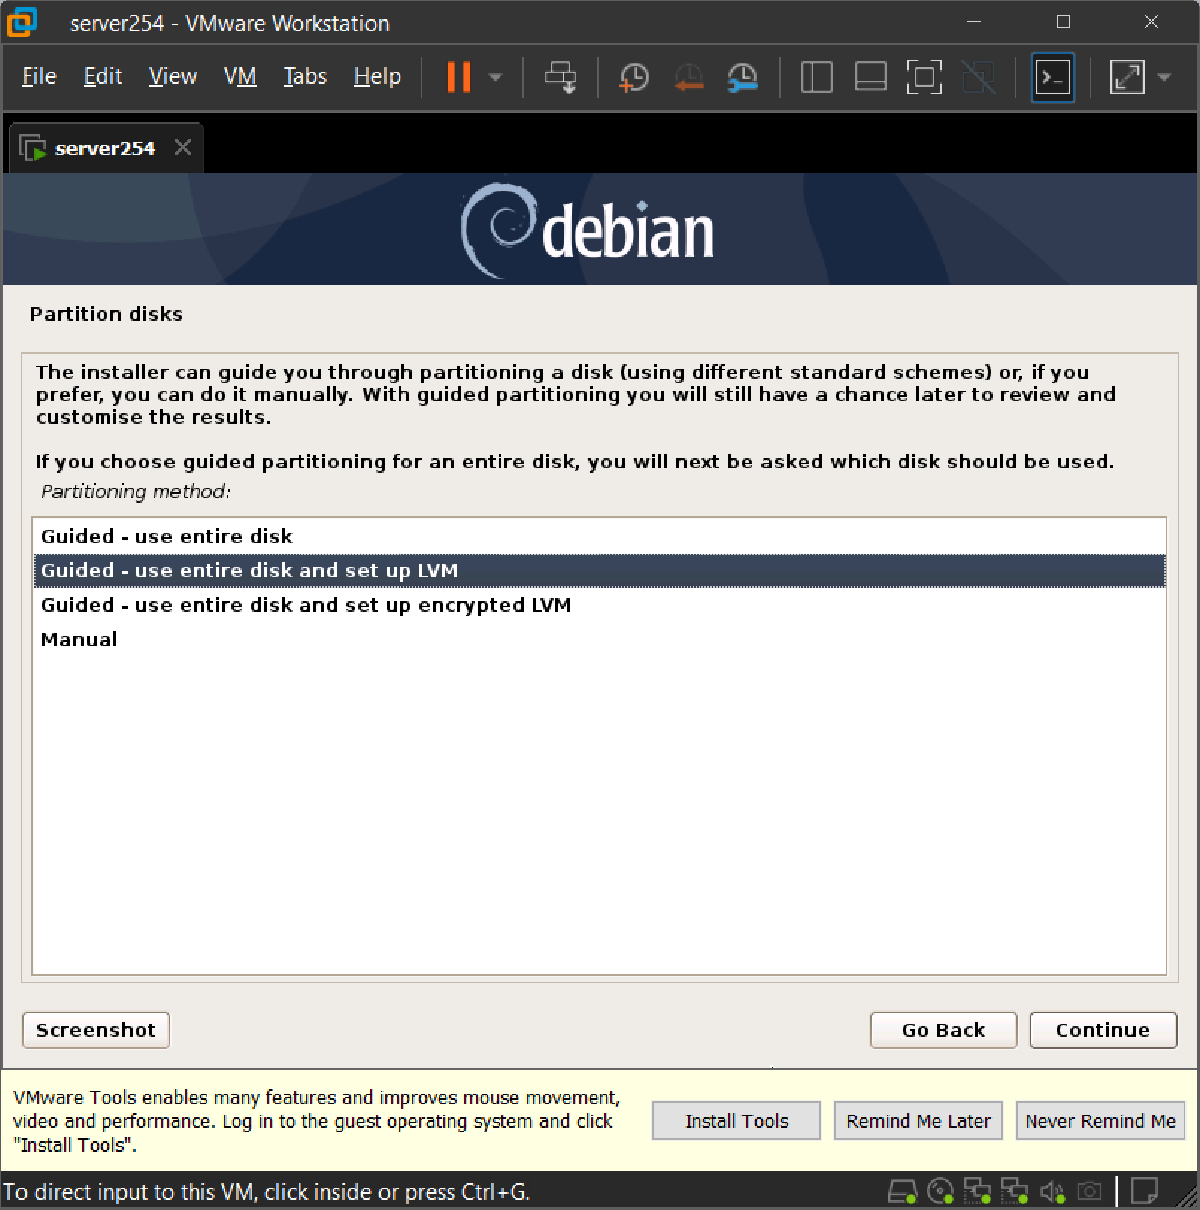 server254 - VMware Workstation
File Edit View VM Tabs Help
server254
debian
Partition disks
The installer can guide you through partitioning a disk (using different standard schemes) or, if you
prefer, you can do it manually. With guided partitioning you will still have a chance later to review and
customise the results.
If you choose guided partitioning for an entire disk, you will next be asked which disk should be used.
Partitioning method:
Guided - use entire disk
Guided - use entire disk and set up LVM
Guided - use entire disk and set up encrypted LVM
Manual
Screenshot Go Back Continue
VMware Tools enables many features and improves mouse movement,
video and performance. Log in to the guest operating system and click
"Install Tools".
Install Tools Remind Me Later Never Remind Me
To direct input to this VM, click inside or press Ctrl+G.